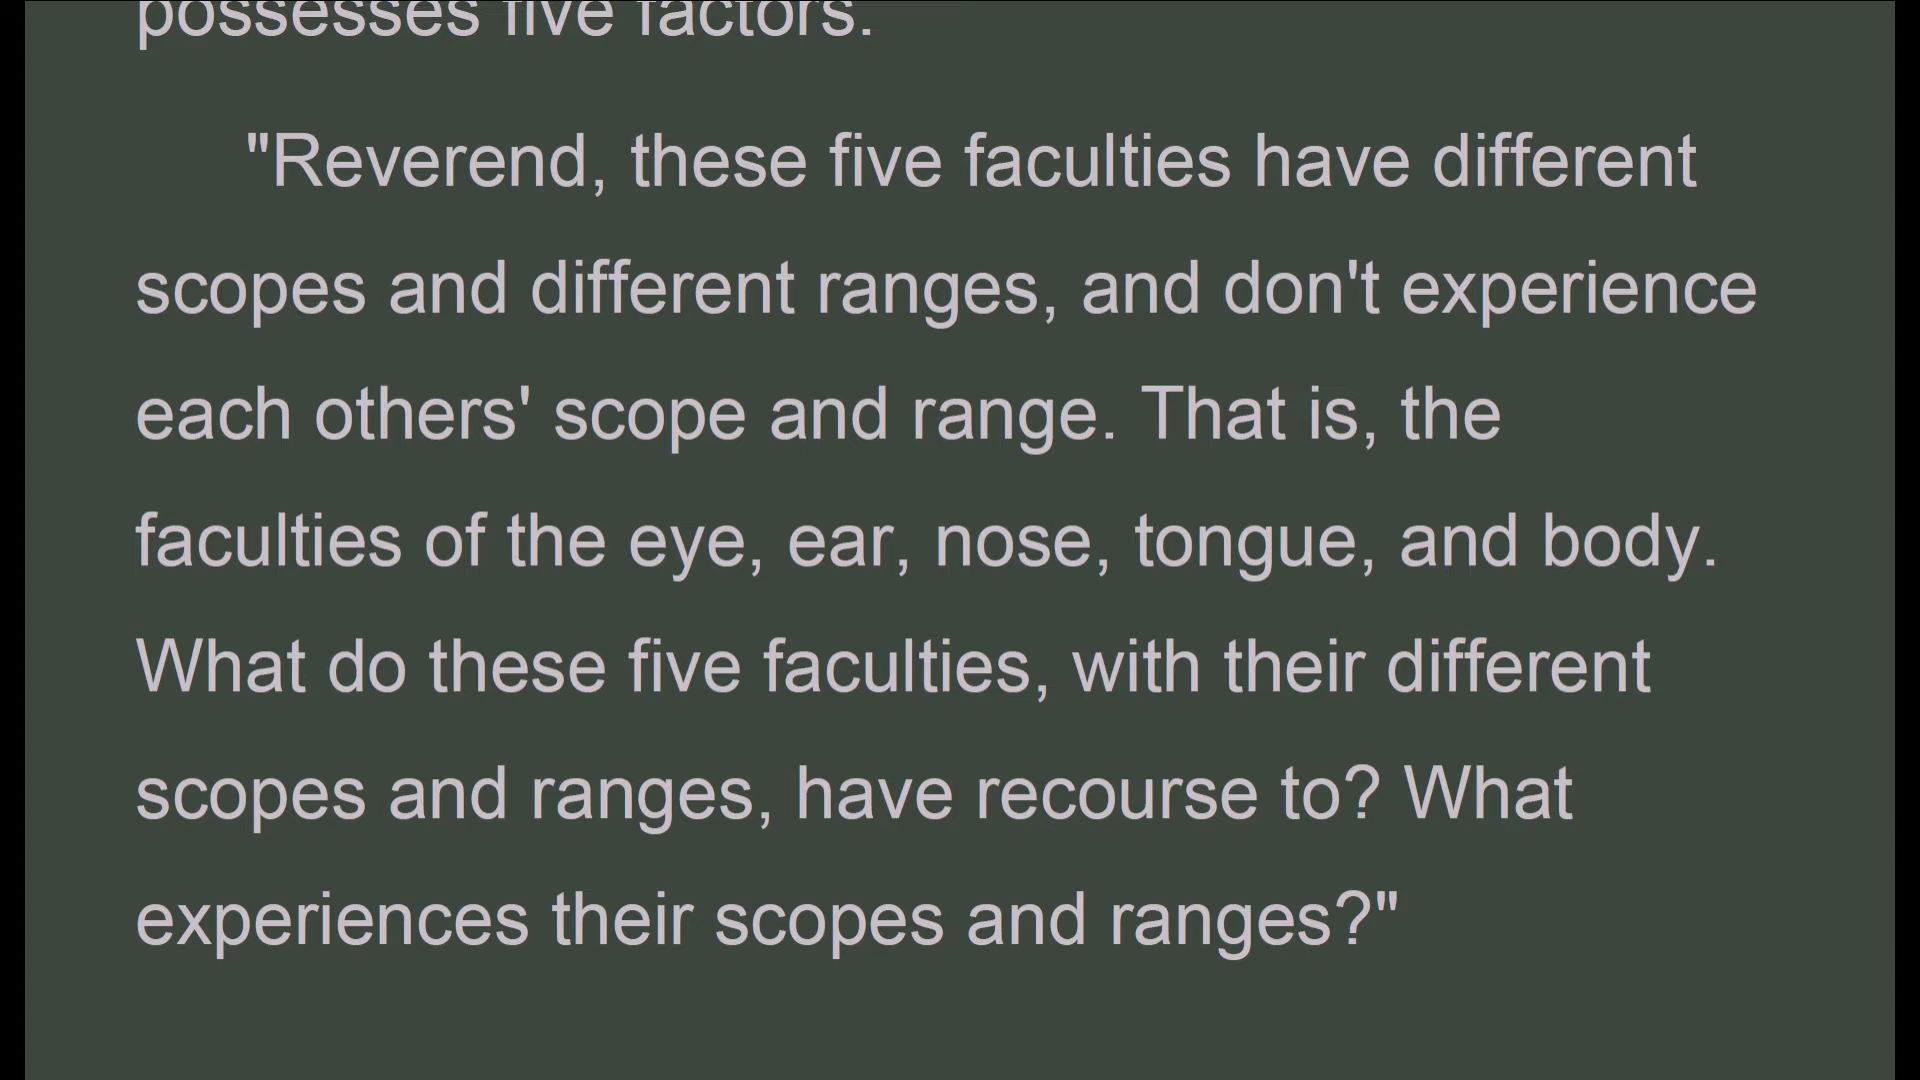 possesses five factors.
"Reverend, these five faculties have different
scopes and different ranges, and don't experience
each others' scope and range. That is, the
faculties of the eye, ear, nose, tongue, and body.
What do these five faculties, with their different
scopes and ranges, have recourse to? What
experiences their scopes and ranges?"